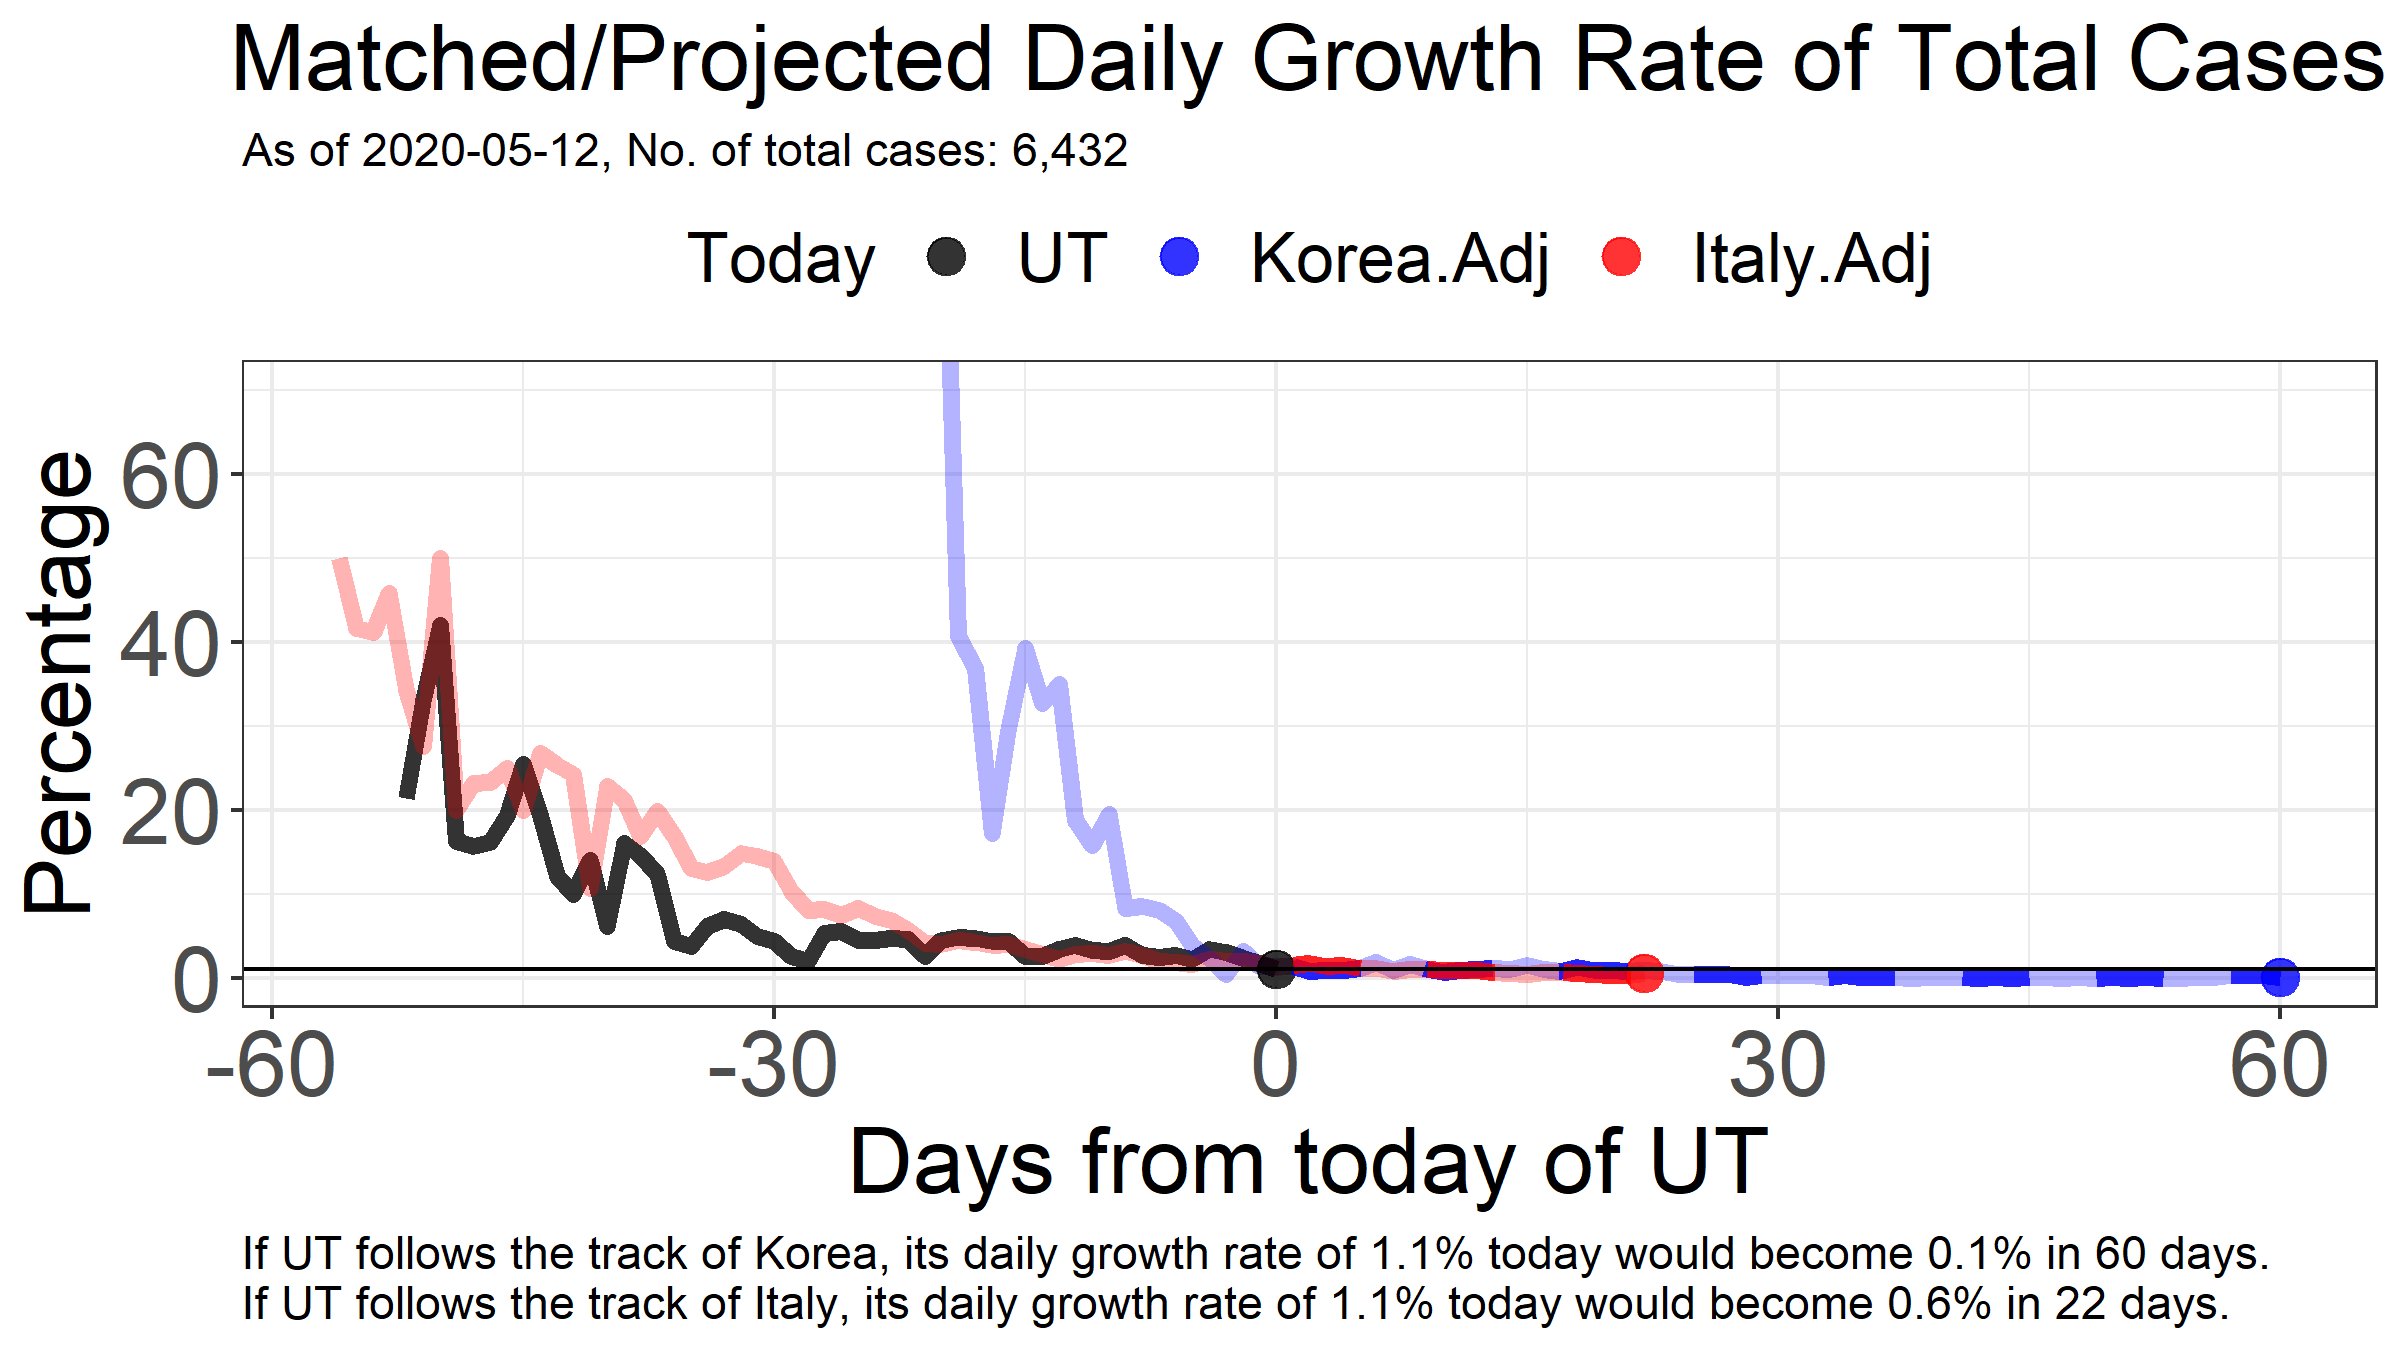 Matched/Projected Daily Growth Rate of Total Cases
As of 2020-05-12, No. of total cases: 6,432
Today UT Korea.Adj Italy.Adj
Percentage
60
40
20
0
-60 -30 0 30 60
Days from today of UT
If UT follows the track of Korea, its daily growth rate of 1.1% today would become 0.1% in 60 days.
If UT follows the track of Italy, its daily growth rate of 1.1% today would become 0.6% in 22 days.